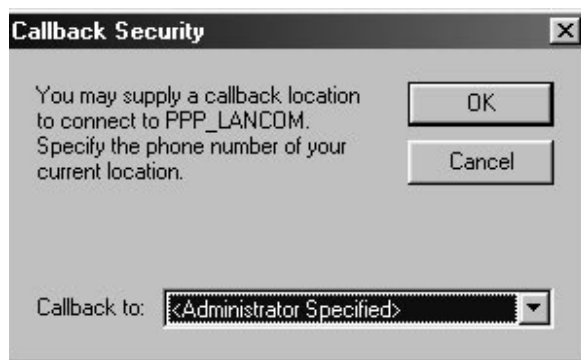 Callback Security
You may supply a callback location
to connect to PPP_LANCOM.
Specify the phone number of your
current location.
OK
Cancel
Callback to: <Administrator Specified>